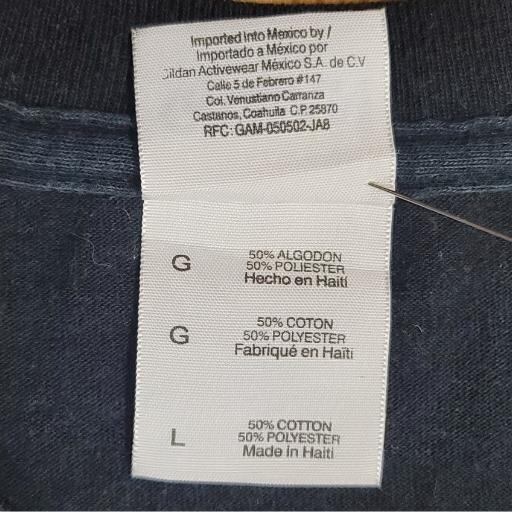 Imported Into Mexico by /
Importado a México por
Gildan Activewear México S.A. de C.V
Calle 5 de Febrero #147
Col. Venustiano Carranza
Castanos, Coahuila C.P. 25870
RFC: GAM-050502-JA8
G
50% ALGODON
50% POLIESTER
Hecho en Haití
G
50% COTON
50% POLYESTER
Fabriqué en Haïti
L
50% COTTON
50% POLYESTER
Made in Haiti